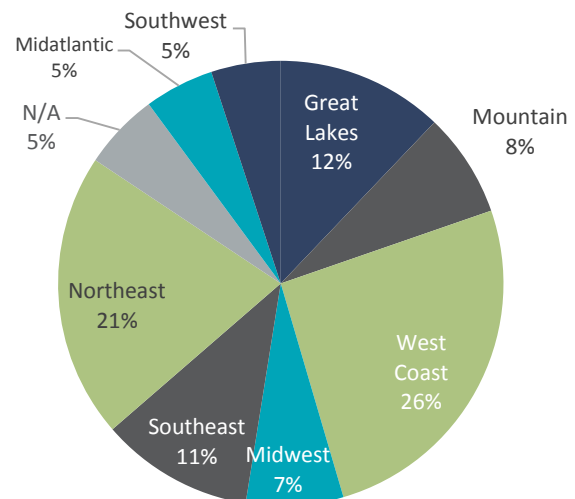 Southwest
5%
Midatlantic
5%
N/A
5%
Great
Lakes
12%
Mountain
8%
Northeast
21%
West
Coast
26%
Southeast
11%
Midwest
7%